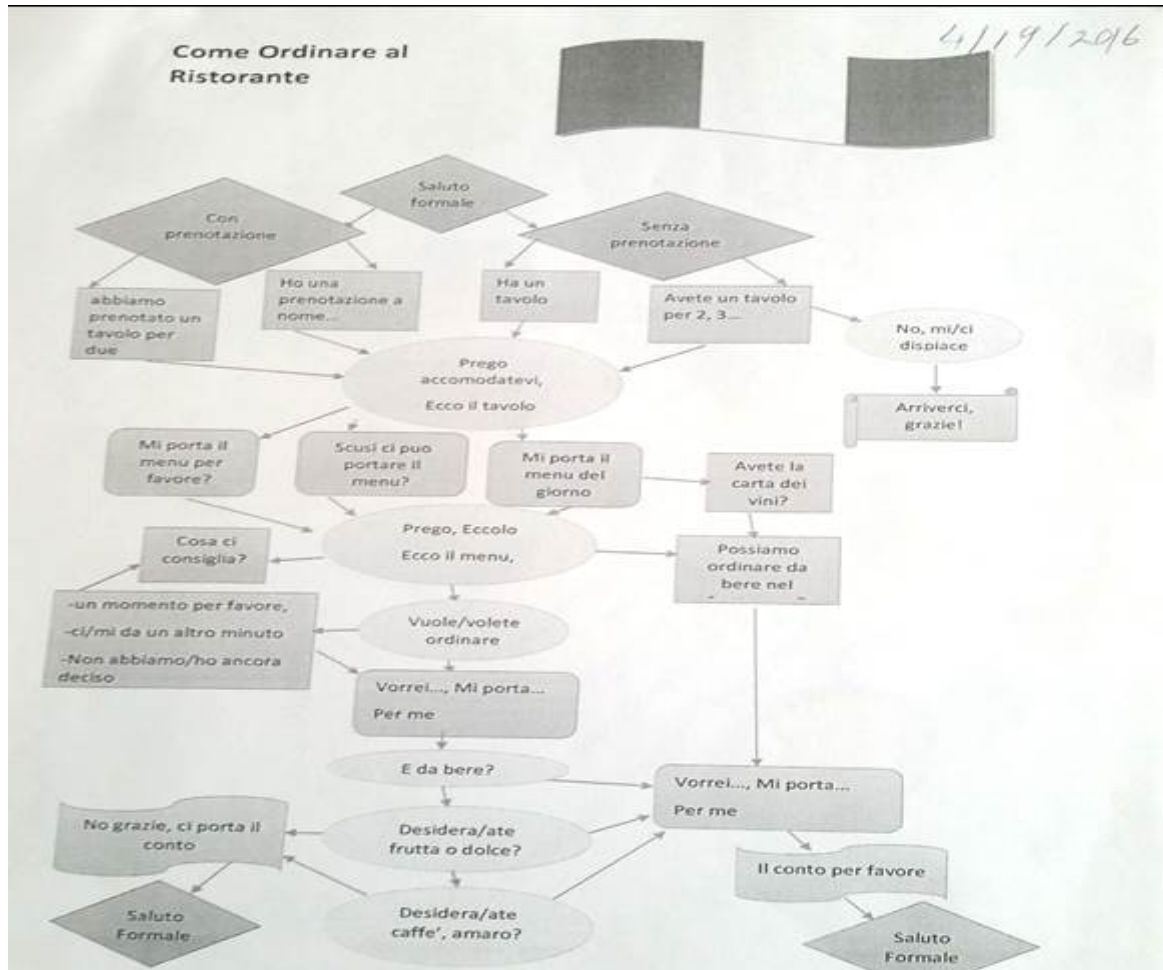 4/19/2016
Come Ordinare al
Ristorante
Saluto
formale
Con
prenotazione
Senza
prenotazione
abbiamo
prenotato un
tavolo per
due
Ho una
prenotazione a
nome...
Ha un
tavolo
Avete un tavolo
per 2, 3...
No, mi/ci
dispiace
Prego
accomodatevi,
Ecco il tavolo
Arriverci,
grazie!
Mi porta il
menu per
favore?
Scusi ci puo
portare il
menu?
Mi porta il
menu del
giorno
Avete la
carta dei
vini?
Prego, Eccolo
Ecco il menu,
Cosa ci
consiglia?
Possiamo
ordinare da
bere nel
-un momento per favore,
-ci/mi da un altro minuto
-Non abbiamo/ho ancora
deciso
Vuole/volete
ordinare
Vorrei..., Mi porta...
Per me
E da bere?
Vorrei..., Mi porta...
Per me
No grazie, ci porta il
conto
Desidera/ate
frutta o dolce?
Il conto per favore
Saluto
Formale
Desidera/ate
caffe', amaro?
Saluto
Formale